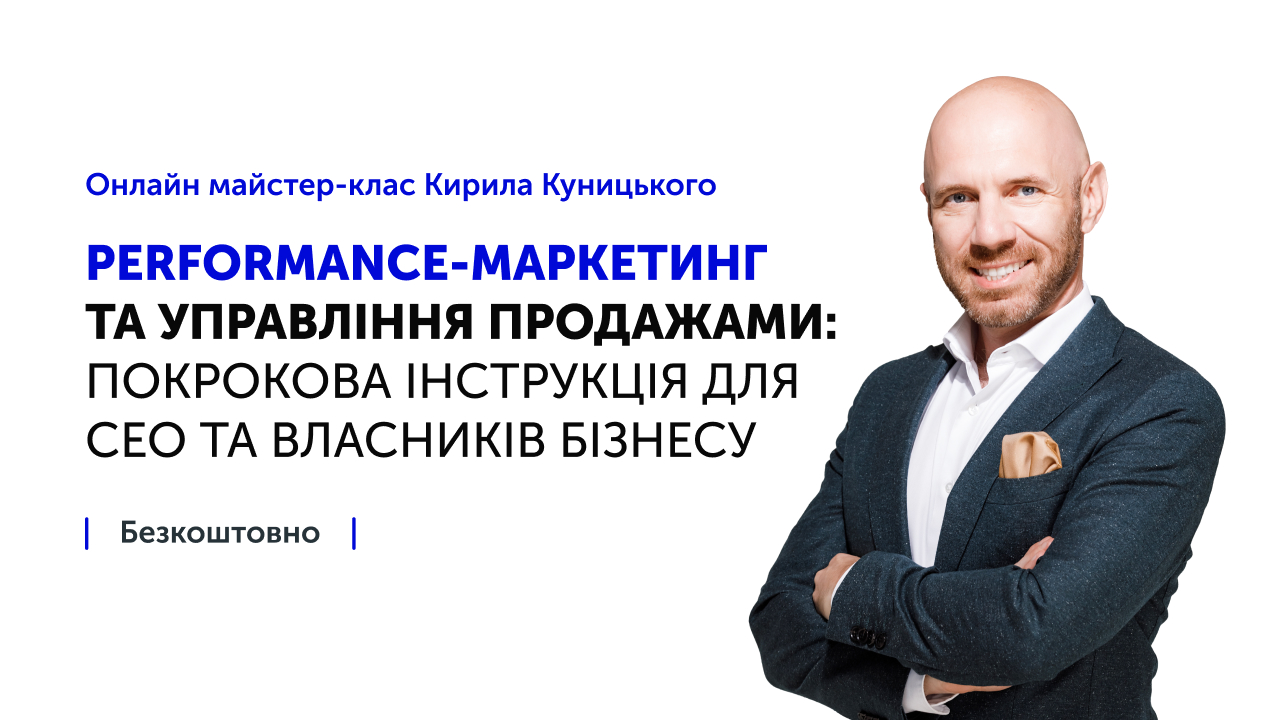 Онлайн майстер-клас Кирила Куницького
PERFORMANCE-МАРКЕТИНГ
ТА УПРАВЛІННЯ ПРОДАЖАМИ:
ПОКРОКОВА ІНСТРУКЦІЯ ДЛЯ
CEO ТА ВЛАСНИКІВ БІЗНЕСУ
Безкоштовно